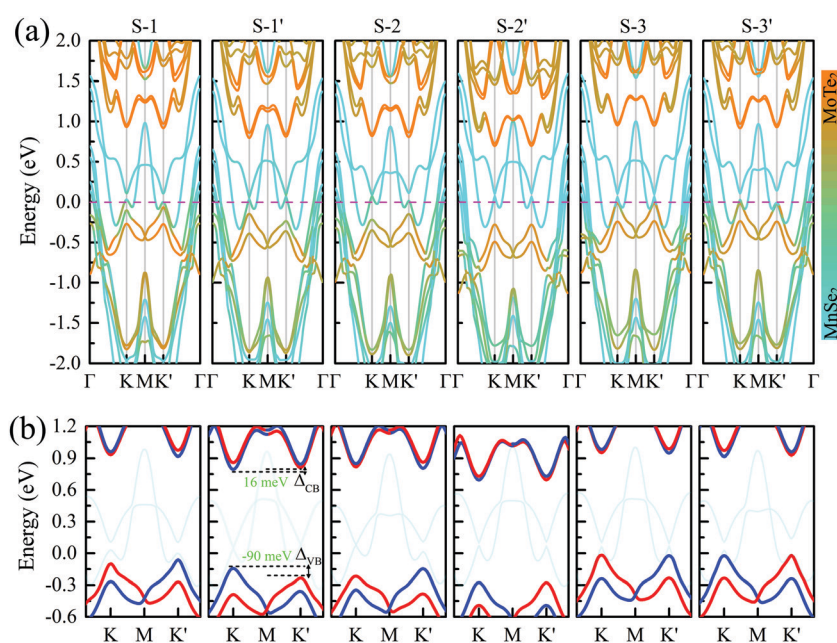 (a)
S-1 S-1' S-2 S-2' S-3 S-3'
2.0
1.5
1.0
0.5
0.0
-0.5
-1.0
-1.5
-2.0
Energy (eV)
Γ K M K' Γ Γ K M K' Γ Γ K M K' Γ Γ K M K' Γ Γ K M K' Γ Γ K M K' Γ
MoTe2
MnSe2
(b)
1.2
0.9
0.6
0.3
0.0
-0.3
-0.6
Energy (eV)
16 meV ΔCB
-90 meV ΔVB
K M K' K M K' K M K' K M K' K M K' K M K'